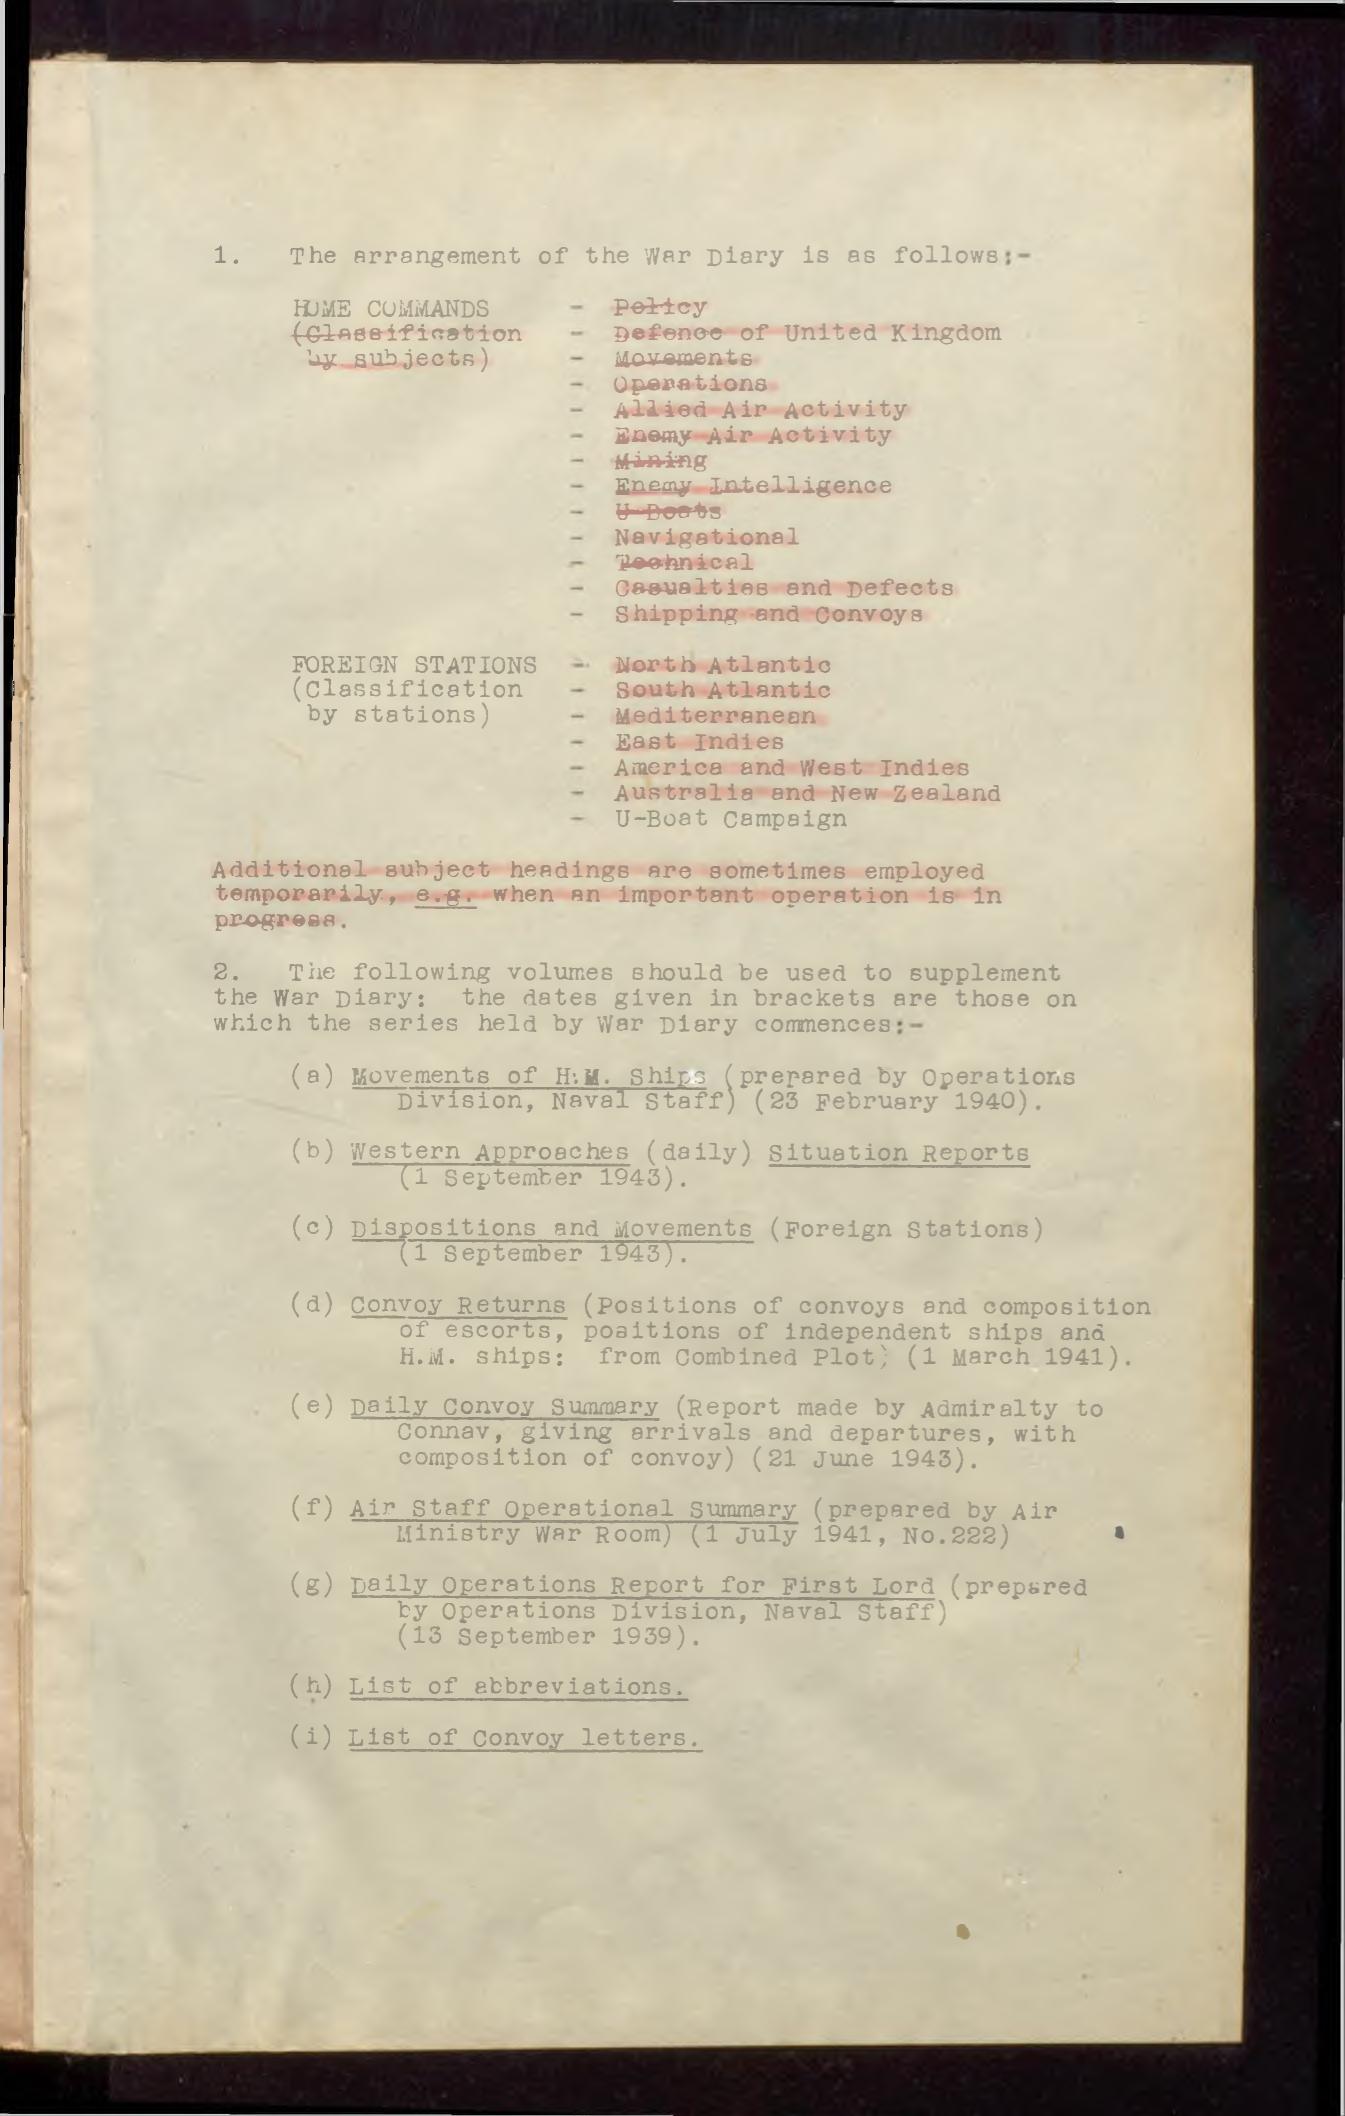 1. The arrangement of the War Diary is as follows:-
HOME COMMANDS - Policy
(Classification - Defence of United Kingdom
by subjects) - Movements
- Operations
- Allied Air Activity
- Enemy Air Activity
- Mining
- Enemy Intelligence
- U-Boats
- Navigational
- Technical
- Casualties and Defects
- Shipping and Convoys
FOREIGN STATIONS - North Atlantic
(Classification - South Atlantic
by stations) - Mediterranean
- East Indies
- America and West Indies
- Australia and New Zealand
- U-Boat Campaign
Additional subject headings are sometimes employed
temporarily, e.g. when an important operation is in
progress.
2. The following volumes should be used to supplement
the War Diary: the dates given in brackets are those on
which the series held by War Diary commences:-
(a) Movements of H.M. Ships (prepared by Operations
Division, Naval Staff) (23 February 1940).
(b) Western Approaches (daily) Situation Reports
(1 September 1943).
(c) Dispositions and Movements (Foreign Stations)
(1 September 1943).
(d) Convoy Returns (Positions of convoys and composition
of escorts, positions of independent ships and
H.M. ships: from Combined Plot) (1 March 1941).
(e) Daily Convoy Summary (Report made by Admiralty to
Connav, giving arrivals and departures, with
composition of convoy) (21 June 1943).
(f) Air Staff Operational Summary (prepared by Air
Ministry War Room) (1 July 1941, No.222)
(g) Daily Operations Report for First Lord (prepared
by Operations Division, Naval Staff)
(13 September 1939).
(h) List of abbreviations.
(i) List of Convoy letters.